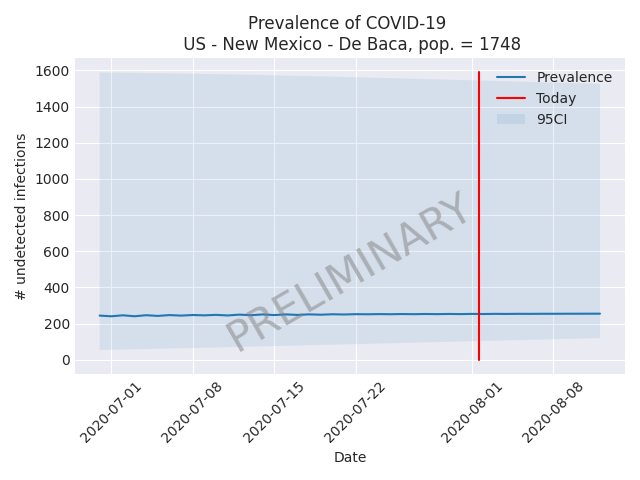 Prevalence of COVID-19
US - New Mexico - De Baca, pop. = 1748
1600
1400
1200
1000
800
600
400
200
0
# undetected infections
Prevalence
Today
95CI
PRELIMINARY
2020-07-01
2020-07-08
2020-07-15
2020-07-22
2020-08-01
2020-08-08
Date